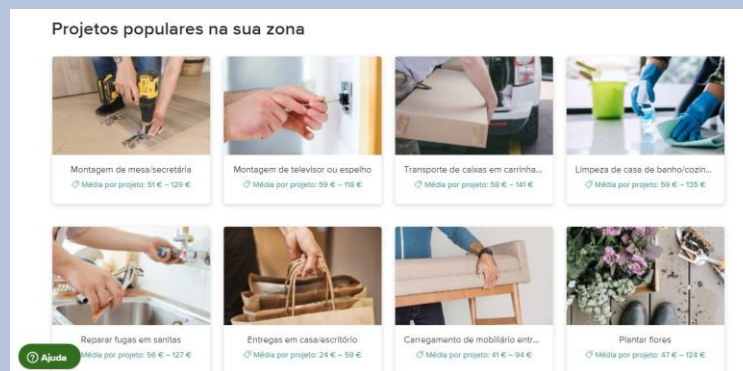 Projetos populares na sua zona
Montagem de mesa/secretária
Média por projeto: 51 € – 129 €
Montagem de televisor ou espelho
Média por projeto: 59 € – 118 €
Transporte de caixas em carrinha...
Média por projeto: 58 € – 141 €
Limpeza de casa de banho/cozin...
Média por projeto: 59 € – 135 €
Reparar fugas em sanitas
Média por projeto: 56 € – 127 €
Entregas em casa/escritório
Média por projeto: 24 € – 59 €
Carregamento de mobiliário entr...
Média por projeto: 41 € – 94 €
Plantar flores
Média por projeto: 47 € – 124 €
Ajuda